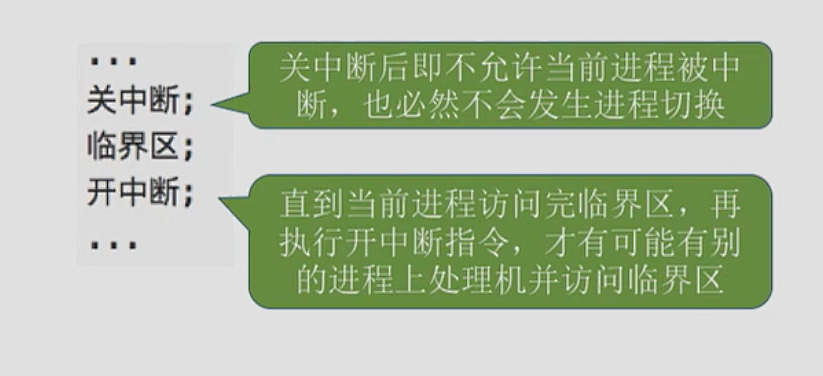 ...
关中断;
临界区;
开中断;
...
关中断后即不允许当前进程被中
断，也必然不会发生进程切换
直到当前进程访问完临界区，再
执行开中断指令，才有可能有别
的进程上处理机并访问临界区